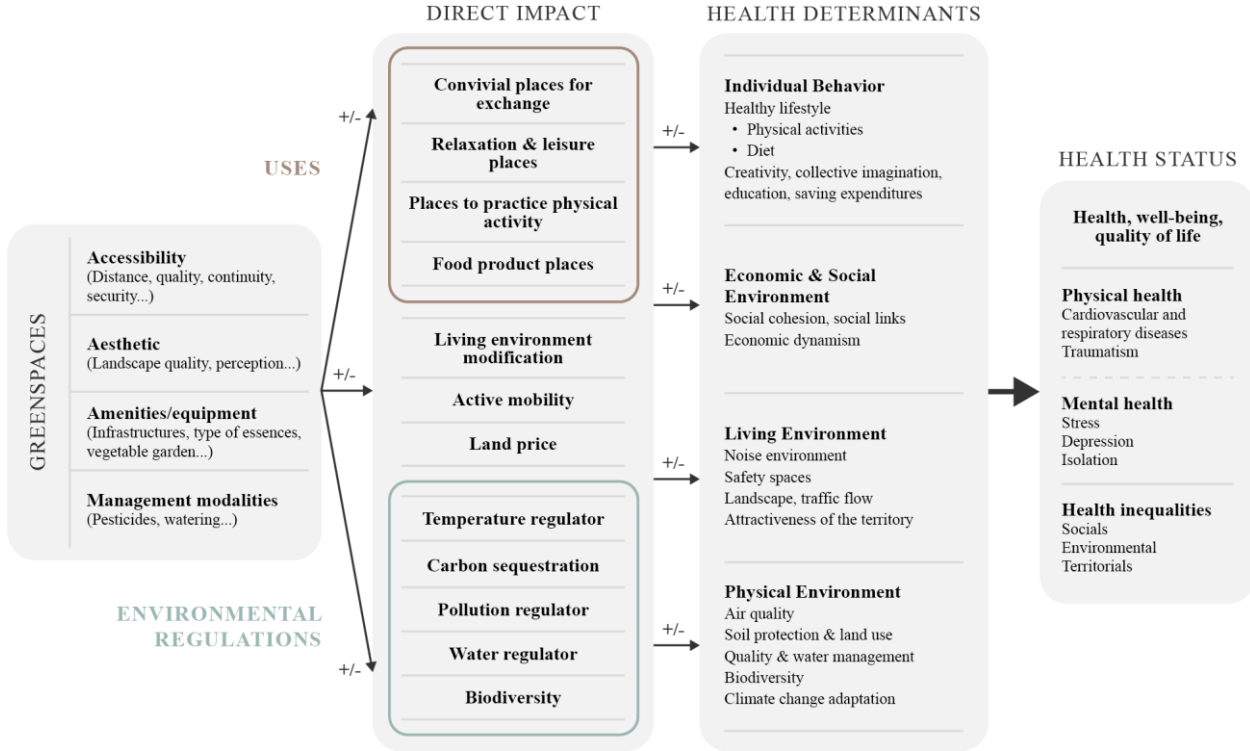 DIRECT IMPACT
HEALTH DETERMINANTS
HEALTH STATUS
GREENSPACES
Accessibility
(Distance, quality, continuity,
security...)
Aesthetic
(Landscape quality, perception...)
Amenities/equipment
(Infrastructures, type of essences,
vegetable garden...)
Management modalities
(Pesticides, watering...)
USES
ENVIRONMENTAL
REGULATIONS
+/-
+/-
+/-
Convivial places for
exchange
Relaxation & leisure
places
Places to practice physical
activity
Food product places
Living environment
modification
Active mobility
Land price
Temperature regulator
Carbon sequestration
Pollution regulator
Water regulator
Biodiversity
+/-
+/-
+/-
+/-
Individual Behavior
Healthy lifestyle
• Physical activities
• Diet
Creativity, collective imagination,
education, saving expenditures
Economic & Social
Environment
Social cohesion, social links
Economic dynamism
Living Environment
Noise environment
Safety spaces
Landscape, traffic flow
Attractiveness of the territory
Physical Environment
Air quality
Soil protection & land use
Quality & water management
Biodiversity
Climate change adaptation
Health, well-being,
quality of life
Physical health
Cardiovascular and
respiratory diseases
Traumatism
Mental health
Stress
Depression
Isolation
Health inequalities
Socials
Environmental
Territorials